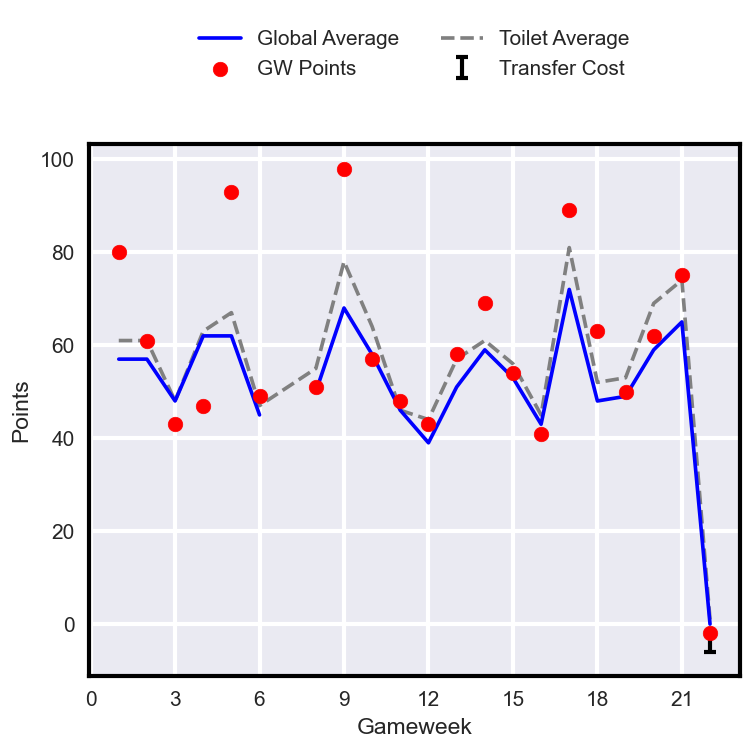 Global Average
Toilet Average
GW Points
Transfer Cost
100
80
60
40
20
0
Points
0 3 6 9 12 15 18 21
Gameweek